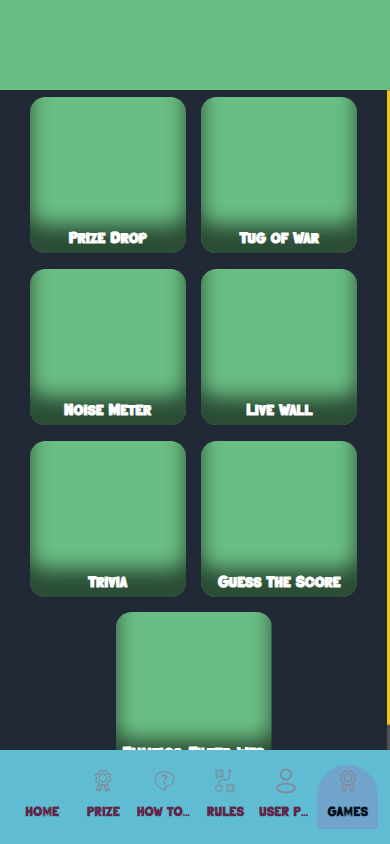 Prize Drop
Tug of War
Noise Meter
Live Wall
Trivia
Guess the Score
HOME
PRIZE
HOW TO...
RULES
USER P...
GAMES